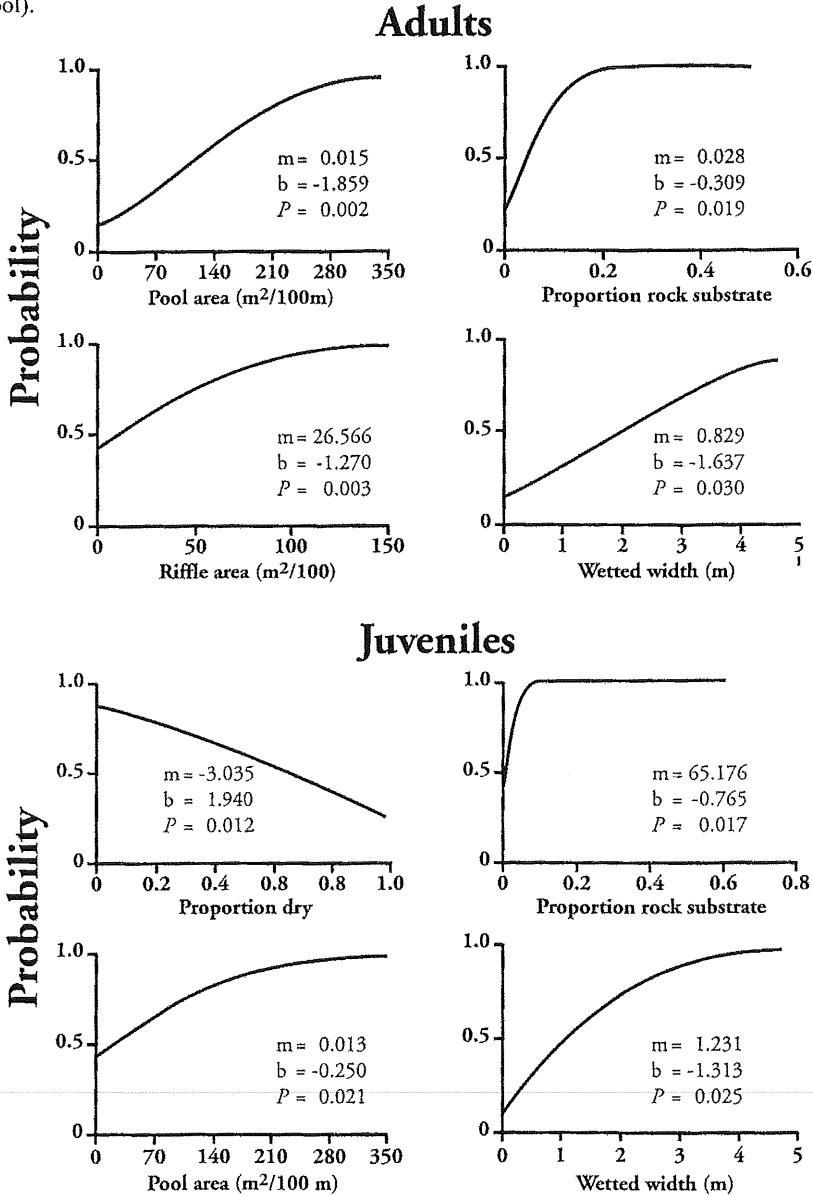 ool).
Adults
Probability
1.0
0.5
0
m = 0.015
b = -1.859
P = 0.002
0 70 140 210 280 350
Pool area (m²/100m)
1.0
0.5
0
m = 0.028
b = -0.309
P = 0.019
0 0.2 0.4 0.6
Proportion rock substrate
1.0
0.5
0
m = 26.566
b = -1.270
P = 0.003
0 50 100 150
Riffle area (m²/100)
1.0
0.5
0
m = 0.829
b = -1.637
P = 0.030
0 1 2 3 4 5
Wetted width (m)
Juveniles
Probability
1.0
0.5
0
m = -3.035
b = 1.940
P = 0.012
0 0.2 0.4 0.8 0.8 1.0
Proportion dry
1.0
0.5
0
m = 65.176
b = -0.765
P = 0.017
0 0.2 0.4 0.6 0.8
Proportion rock substrate
1.0
0.5
0
m = 0.013
b = -0.250
P = 0.021
0 70 140 210 280 350
Pool area (m²/100 m)
1.0
0.5
0
m = 1.231
b = -1.313
P = 0.025
0 1 2 3 4 5
Wetted width (m)